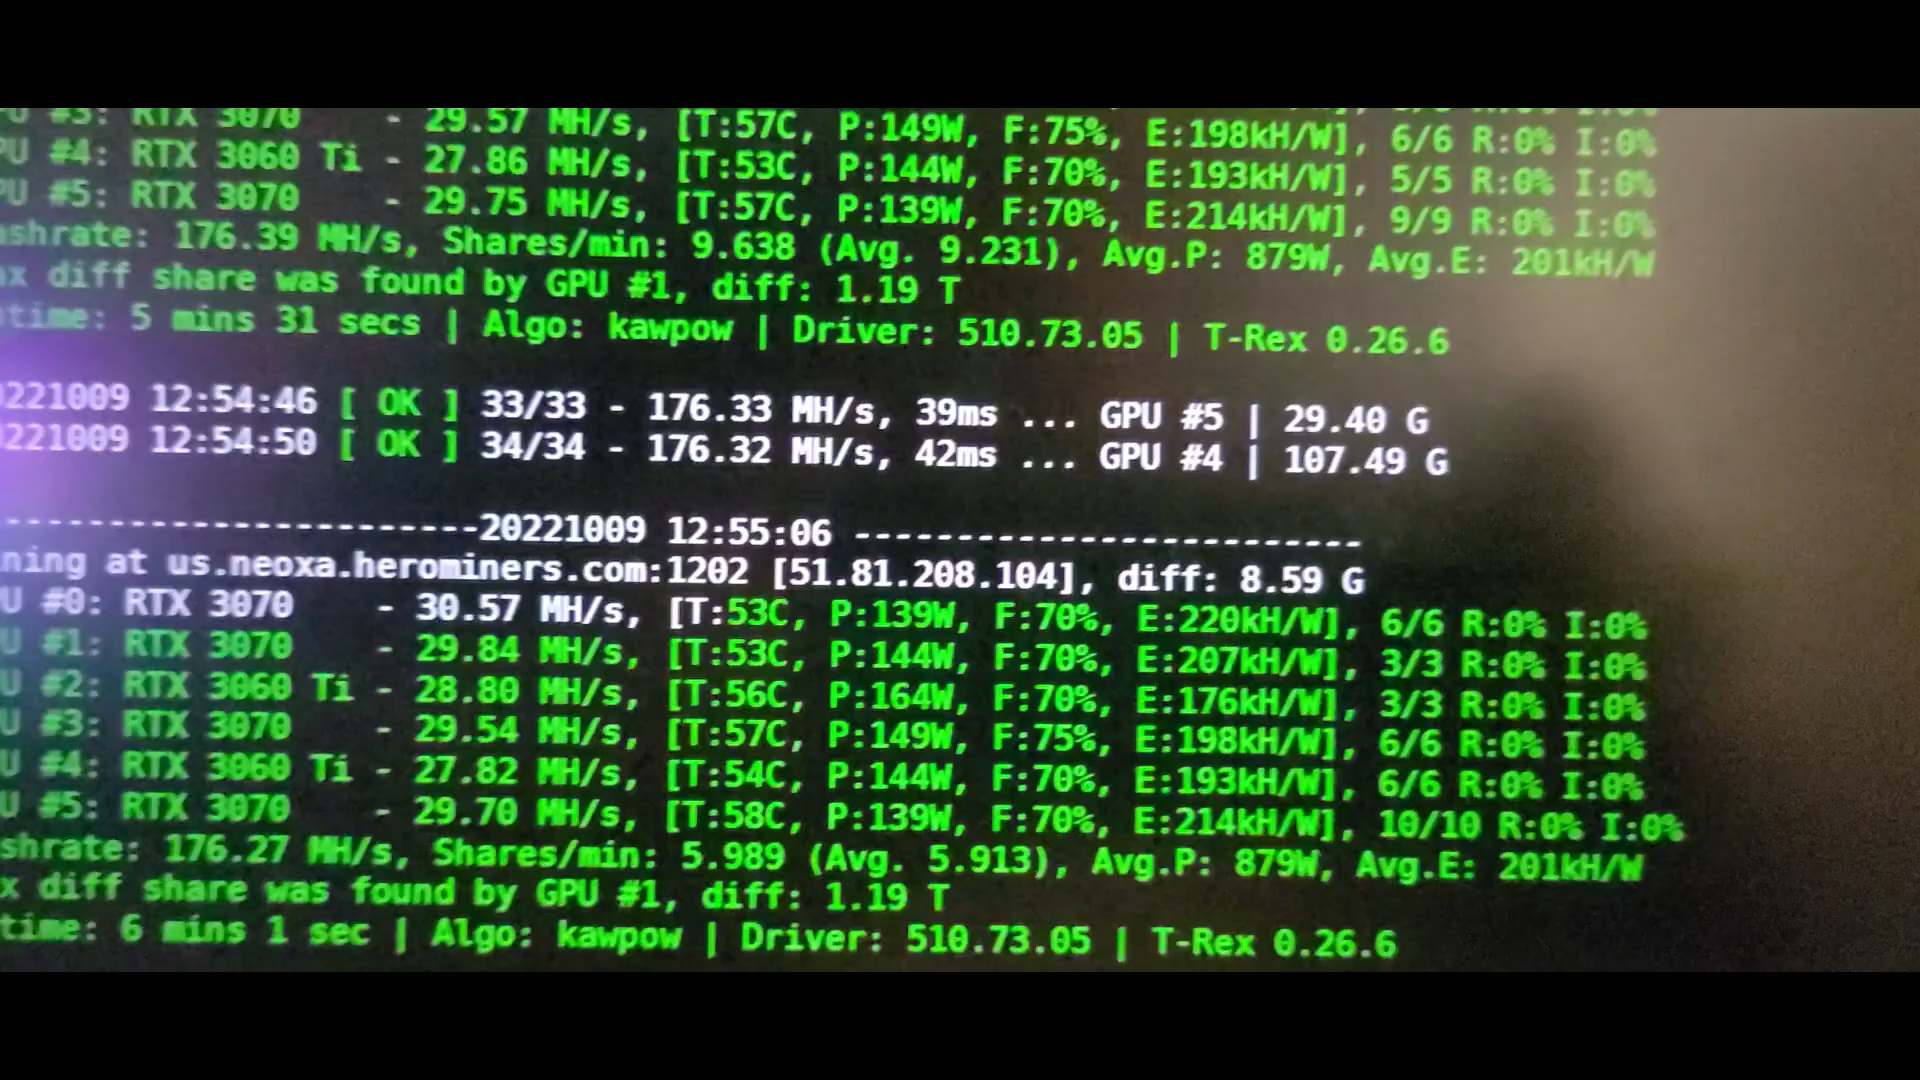 PU #3: RTX 3070 - 29.57 MH/s, [T:57C, P:149W, F:75%, E:198kH/W], 6/6 R:0% I:0%
PU #4: RTX 3060 Ti - 27.86 MH/s, [T:53C, P:144W, F:70%, E:193kH/W], 5/5 R:0% I:0%
PU #5: RTX 3070 - 29.75 MH/s, [T:57C, P:139W, F:70%, E:214kH/W], 9/9 R:0% I:0%
ashrate: 176.39 MH/s, Shares/min: 9.638 (Avg. 9.231), Avg.P: 879W, Avg.E: 201kH/W
ax diff share was found by GPU #1, diff: 1.19 T
time: 5 mins 31 secs | Algo: kawpow | Driver: 510.73.05 | T-Rex 0.26.6
0221009 12:54:46 [ OK ] 33/33 - 176.33 MH/s, 39ms ... GPU #5 | 29.40 G
0221009 12:54:50 [ OK ] 34/34 - 176.32 MH/s, 42ms ... GPU #4 | 107.49 G
-----------------------20221009 12:55:06 -------------------------
ning at us.neoxa.herominers.com:1202 [51.81.208.104], diff: 8.59 G
U #0: RTX 3070 - 30.57 MH/s, [T:53C, P:139W, F:70%, E:220kH/W], 6/6 R:0% I:0%
U #1: RTX 3070 - 29.84 MH/s, [T:53C, P:144W, F:70%, E:207kH/W], 3/3 R:0% I:0%
U #2: RTX 3060 Ti - 28.80 MH/s, [T:56C, P:164W, F:70%, E:176kH/W], 3/3 R:0% I:0%
U #3: RTX 3070 - 29.54 MH/s, [T:57C, P:149W, F:75%, E:198kH/W], 6/6 R:0% I:0%
U #4: RTX 3060 Ti - 27.82 MH/s, [T:54C, P:144W, F:70%, E:193kH/W], 6/6 R:0% I:0%
U #5: RTX 3070 - 29.70 MH/s, [T:58C, P:139W, F:70%, E:214kH/W], 10/10 R:0% I:0%
shrate: 176.27 MH/s, Shares/min: 5.989 (Avg. 5.913), Avg.P: 879W, Avg.E: 201kH/W
x diff share was found by GPU #1, diff: 1.19 T
time: 6 mins 1 sec | Algo: kawpow | Driver: 510.73.05 | T-Rex 0.26.6